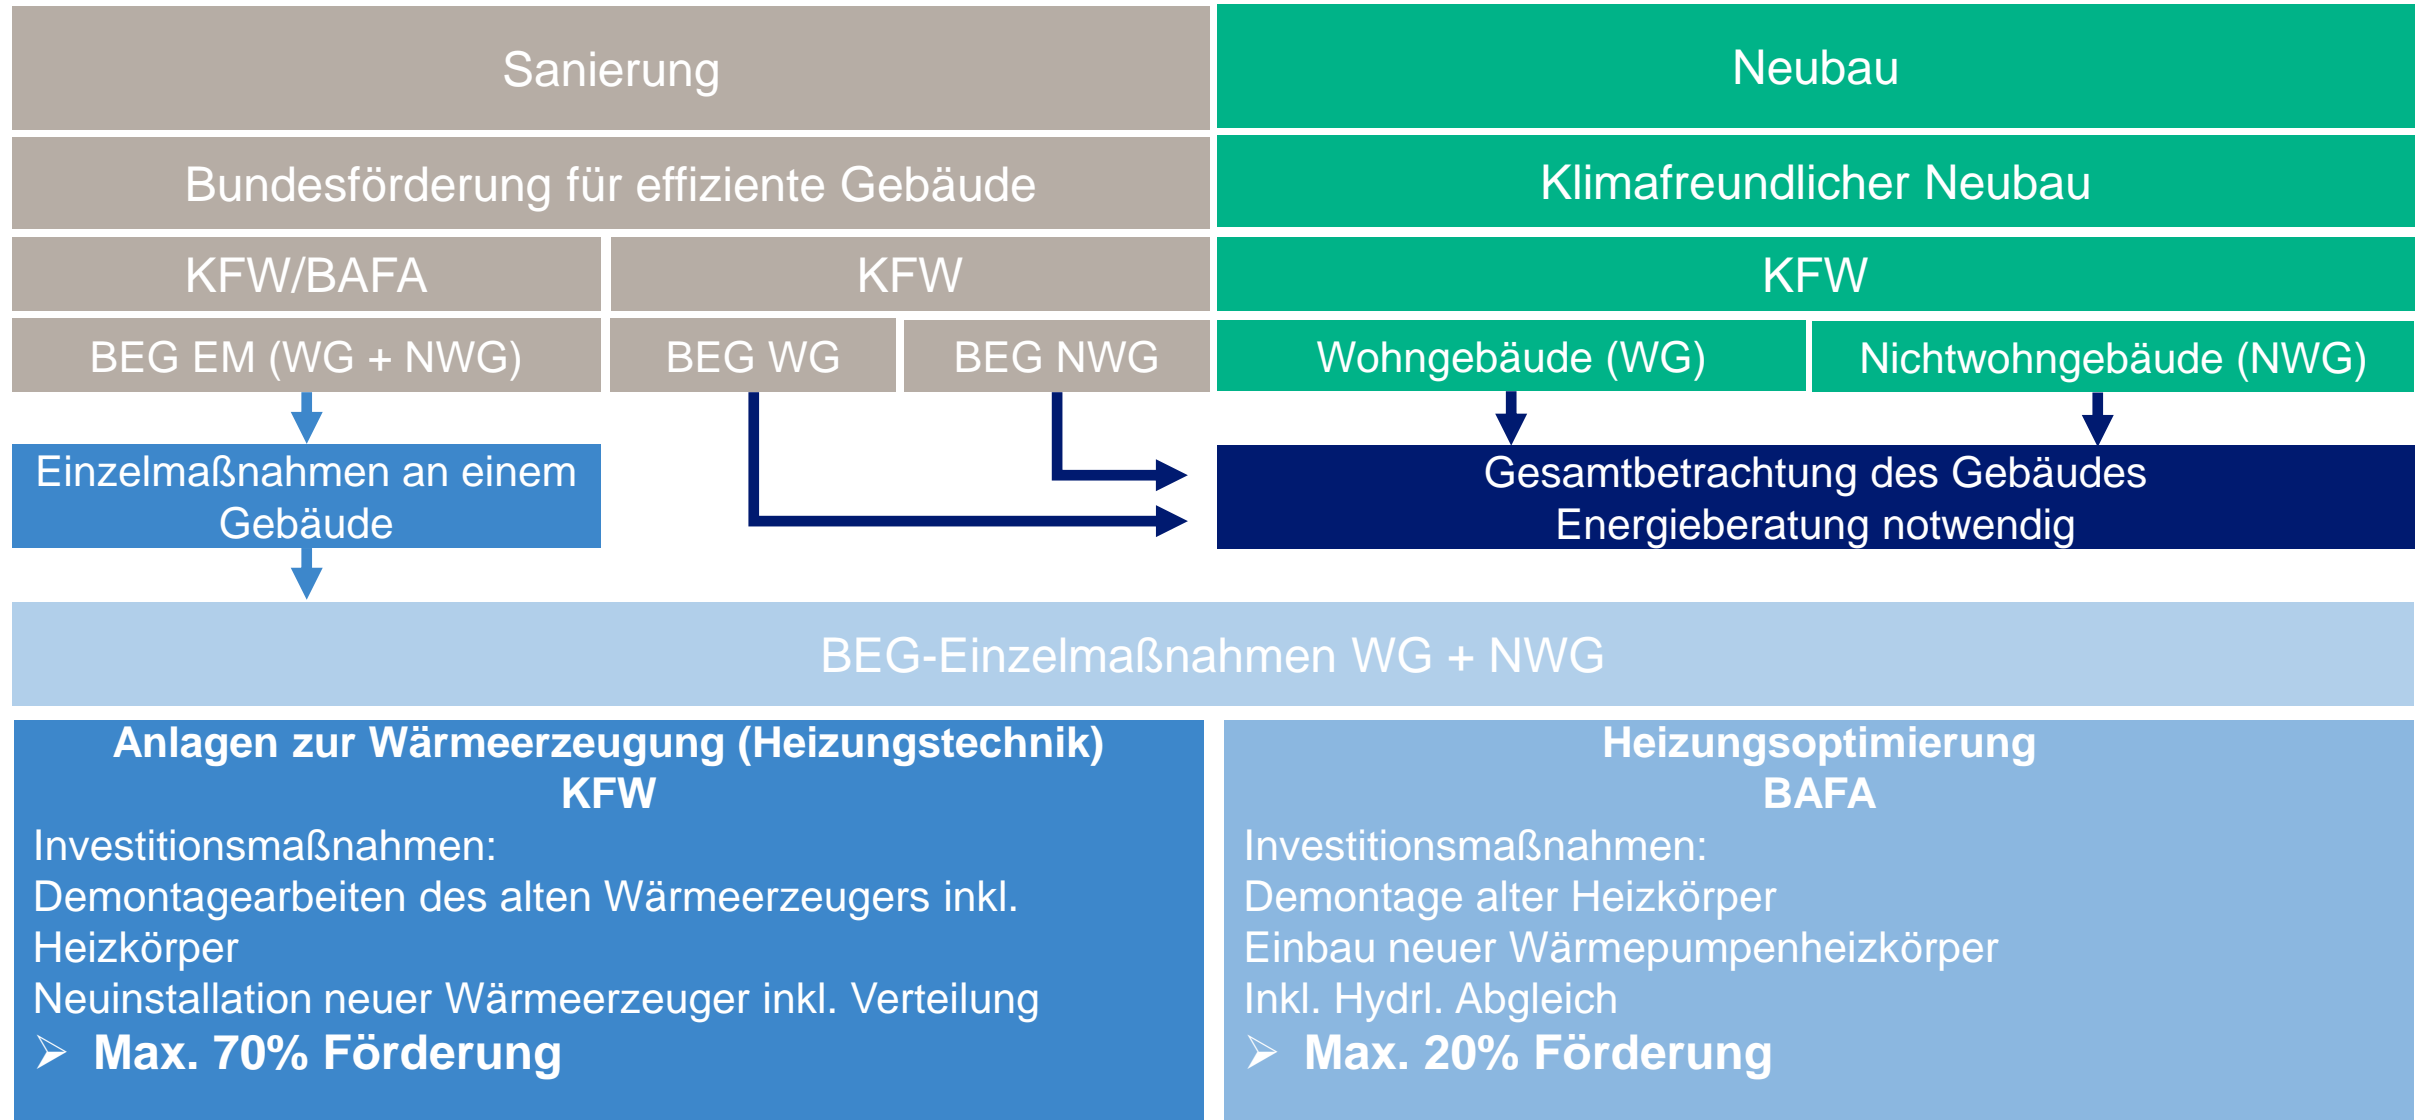 Sanierung
Neubau
Bundesförderung für effiziente Gebäude
Klimafreundlicher Neubau
KFW/BAFA
KFW
KFW
BEG EM (WG + NWG)
BEG WG
BEG NWG
Wohngebäude (WG)
Nichtwohngebäude (NWG)
Einzelmaßnahmen an einem
Gebäude
Gesamtbetrachtung des Gebäudes
Energieberatung notwendig
BEG-Einzelmaßnahmen WG + NWG
Anlagen zur Wärmeerzeugung (Heizungstechnik)
KFW
Investitionsmaßnahmen:
Demontagearbeiten des alten Wärmeerzeugers inkl.
Heizkörper
Neuinstallation neuer Wärmeerzeuger inkl. Verteilung
➢ Max. 70% Förderung
Heizungsoptimierung
BAFA
Investitionsmaßnahmen:
Demontage alter Heizkörper
Einbau neuer Wärmepumpenheizkörper
Inkl. Hydrl. Abgleich
➢ Max. 20% Förderung